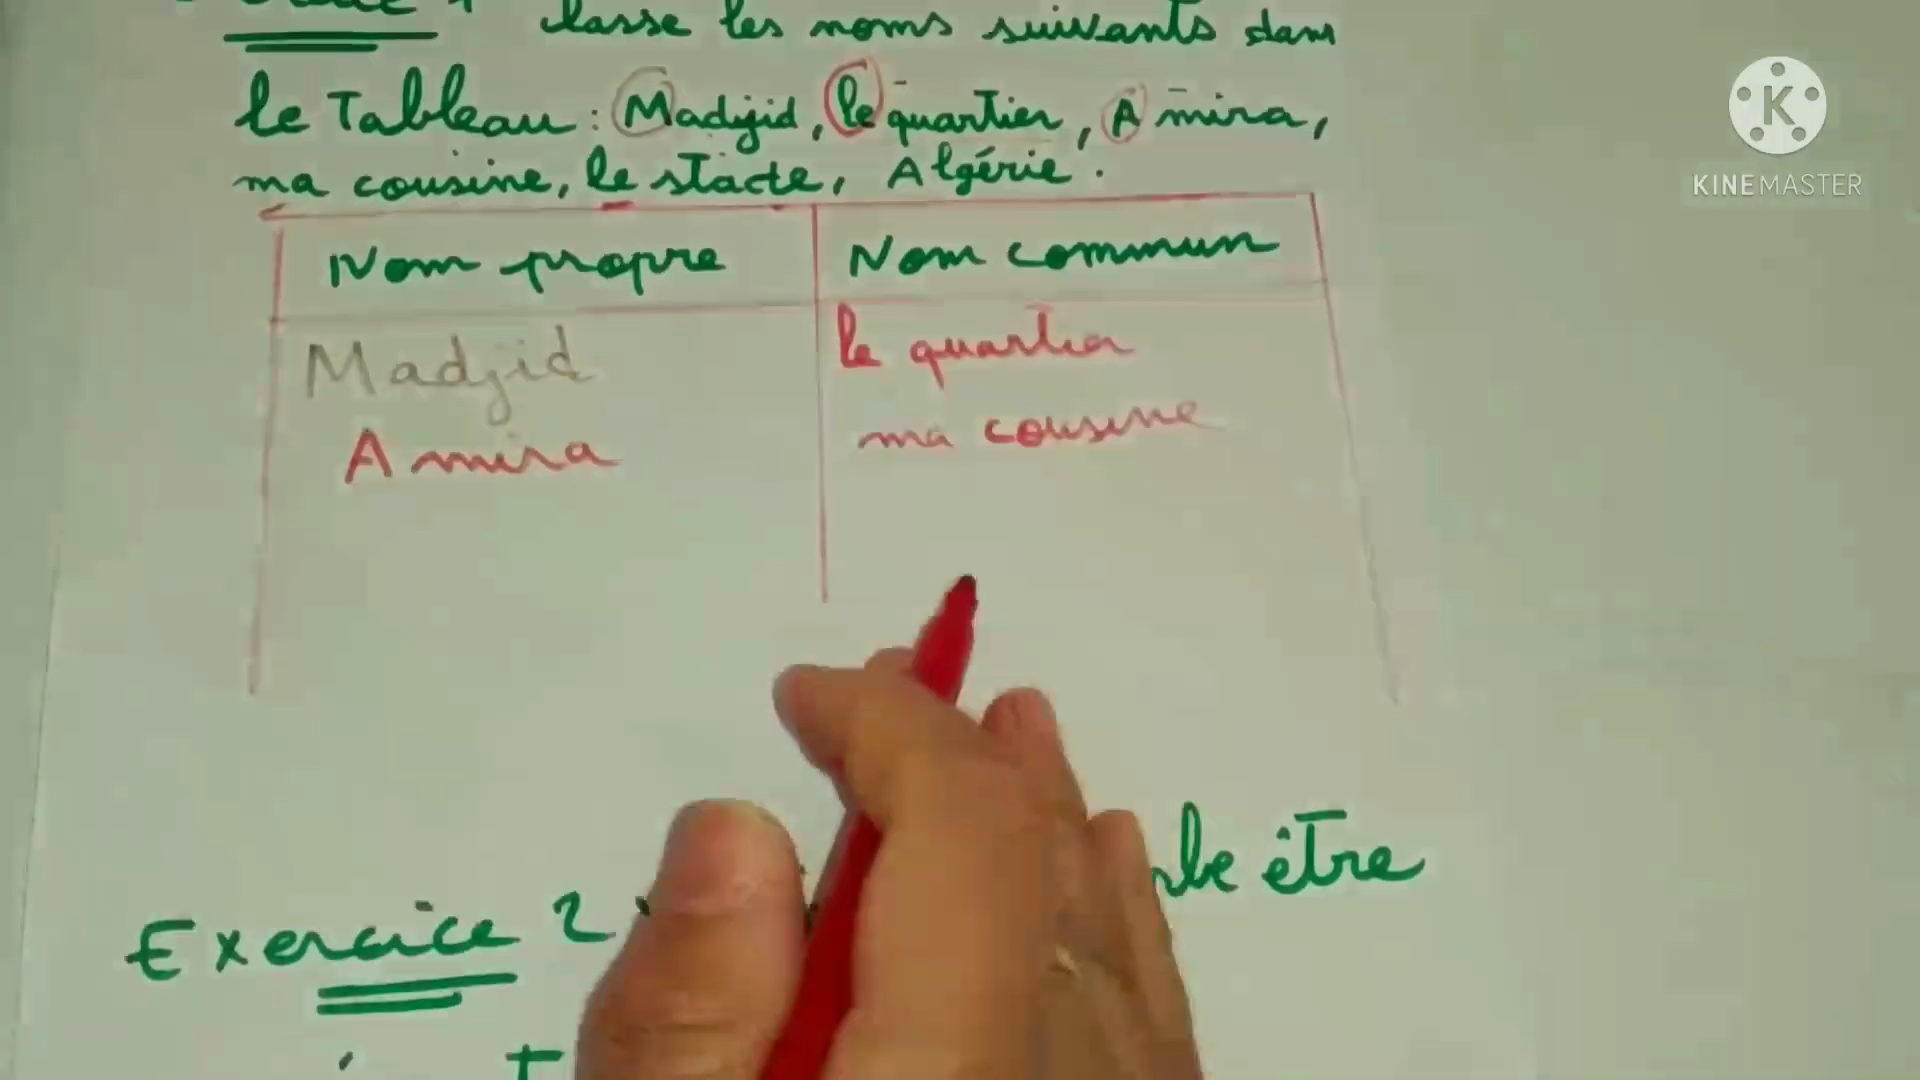 classe les noms suivants dans
le Tableau : Madjid, le quartier, Amira,
ma cousine, le stade, Algérie.
Nom propre
Nom commun
Madjid
le quartier
Amira
ma cousine
Exercice 2
être
KINEMASTER